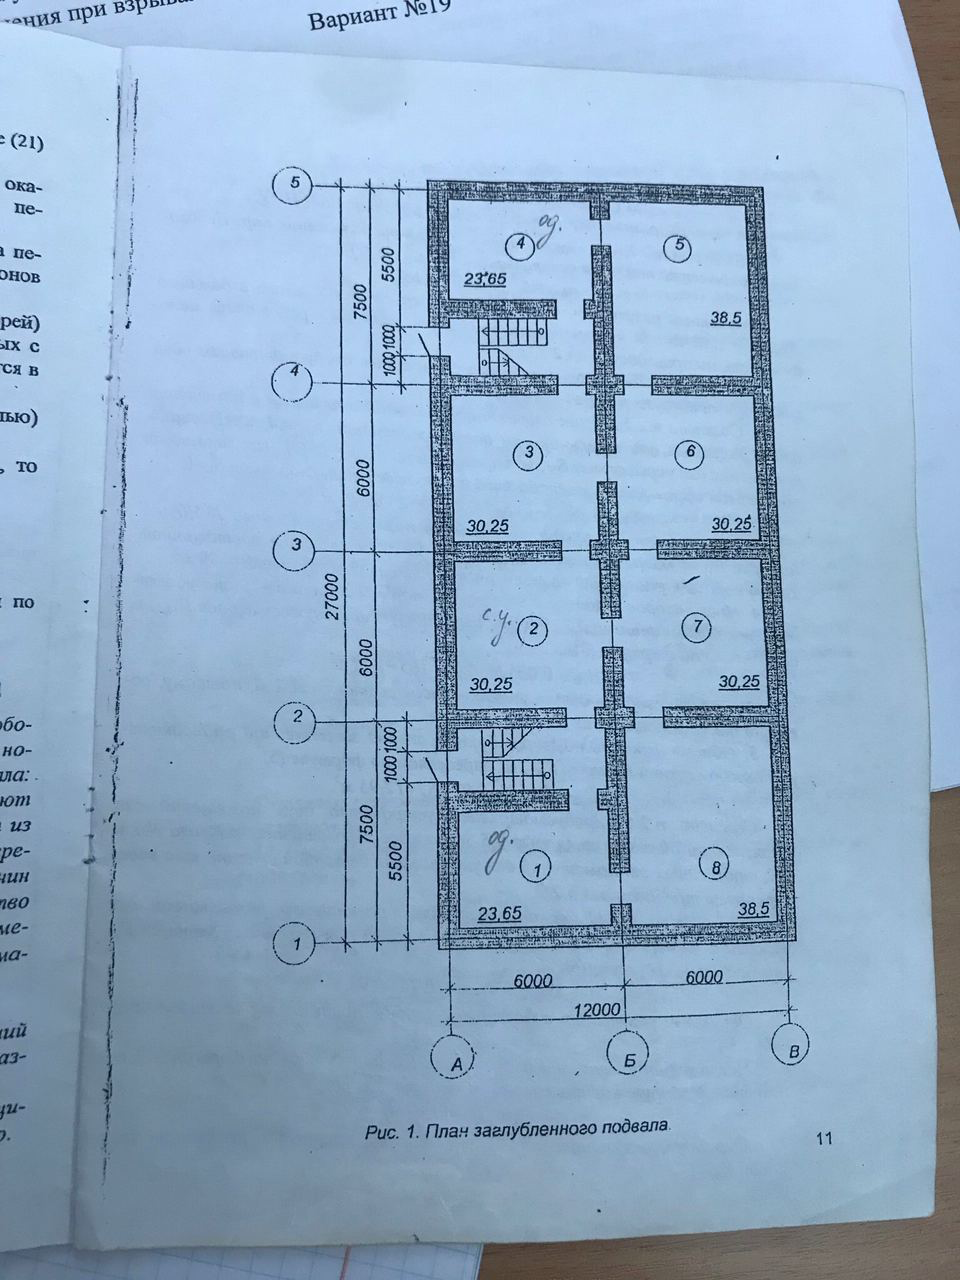 ения при взрыва
Вариант №19
е (21)
ока-
пе-
а пе-
онов
рей)
ых с
ся в
лью)
, то
по
обо-
но-
ла:
ют
из
ре-
нин
тво
ме-
ма-
ний
аз-
ци-
5
4
3
2
1
27000
7500
6000
6000
7500
5500
1000
1000
1000
1000
5500
4
од.
23,65
5
38,5
3
30,25
6
30,25
с.у.
2
30,25
7
30,25
од.
1
23,65
8
38,5
6000
6000
12000
А
Б
В
Рис. 1. План заглубленного подвала.
11